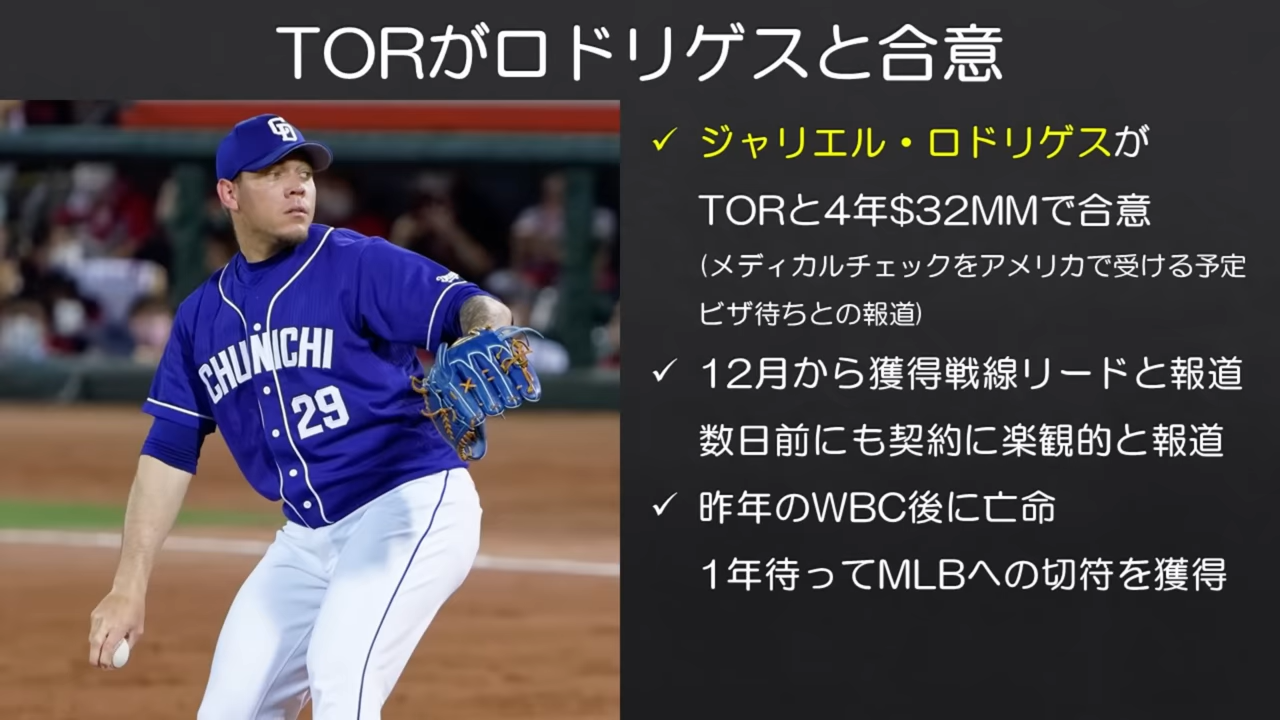 TORがロドリゲスと合意
✓ ジャリエル・ロドリゲスが
TORと4年$32MMで合意
(メディカルチェックをアメリカで受ける予定
ビザ待ちとの報道)
✓ 12月から獲得戦線リードと報道
数日前にも契約に楽観的と報道
✓ 昨年のWBC後に亡命
1年待ってMLBへの切符を獲得
CD
CHUNICHI
29